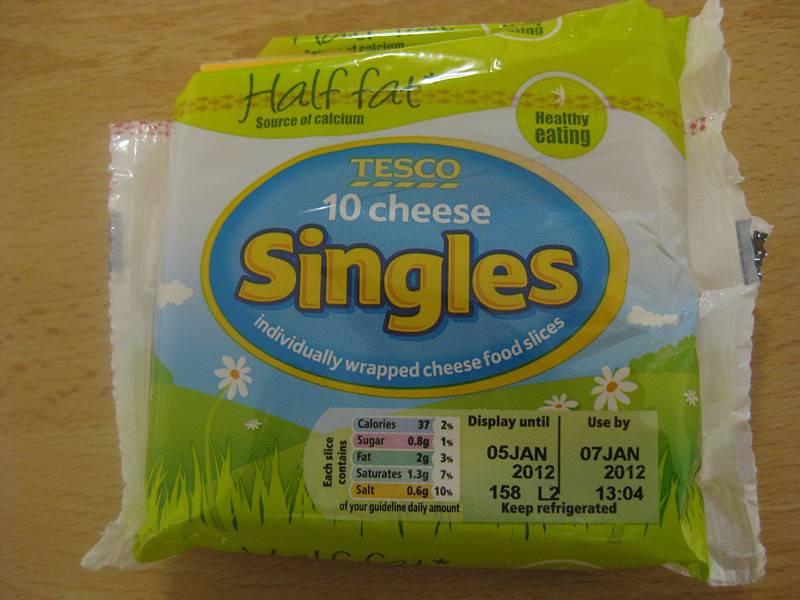 Half fat*
Source of calcium
Healthy
eating
TESCO
10 cheese
Singles
individually wrapped cheese food slices
Each slice
contains
Calories 37 2%
Sugar 0.8g 1%
Fat 2g 3%
Saturates 1.3g 7%
Salt 0.6g 10%
of your guideline daily amount
Display until
05JAN
2012
158 L2
Use by
07JAN
2012
13:04
Keep refrigerated
Half fat*